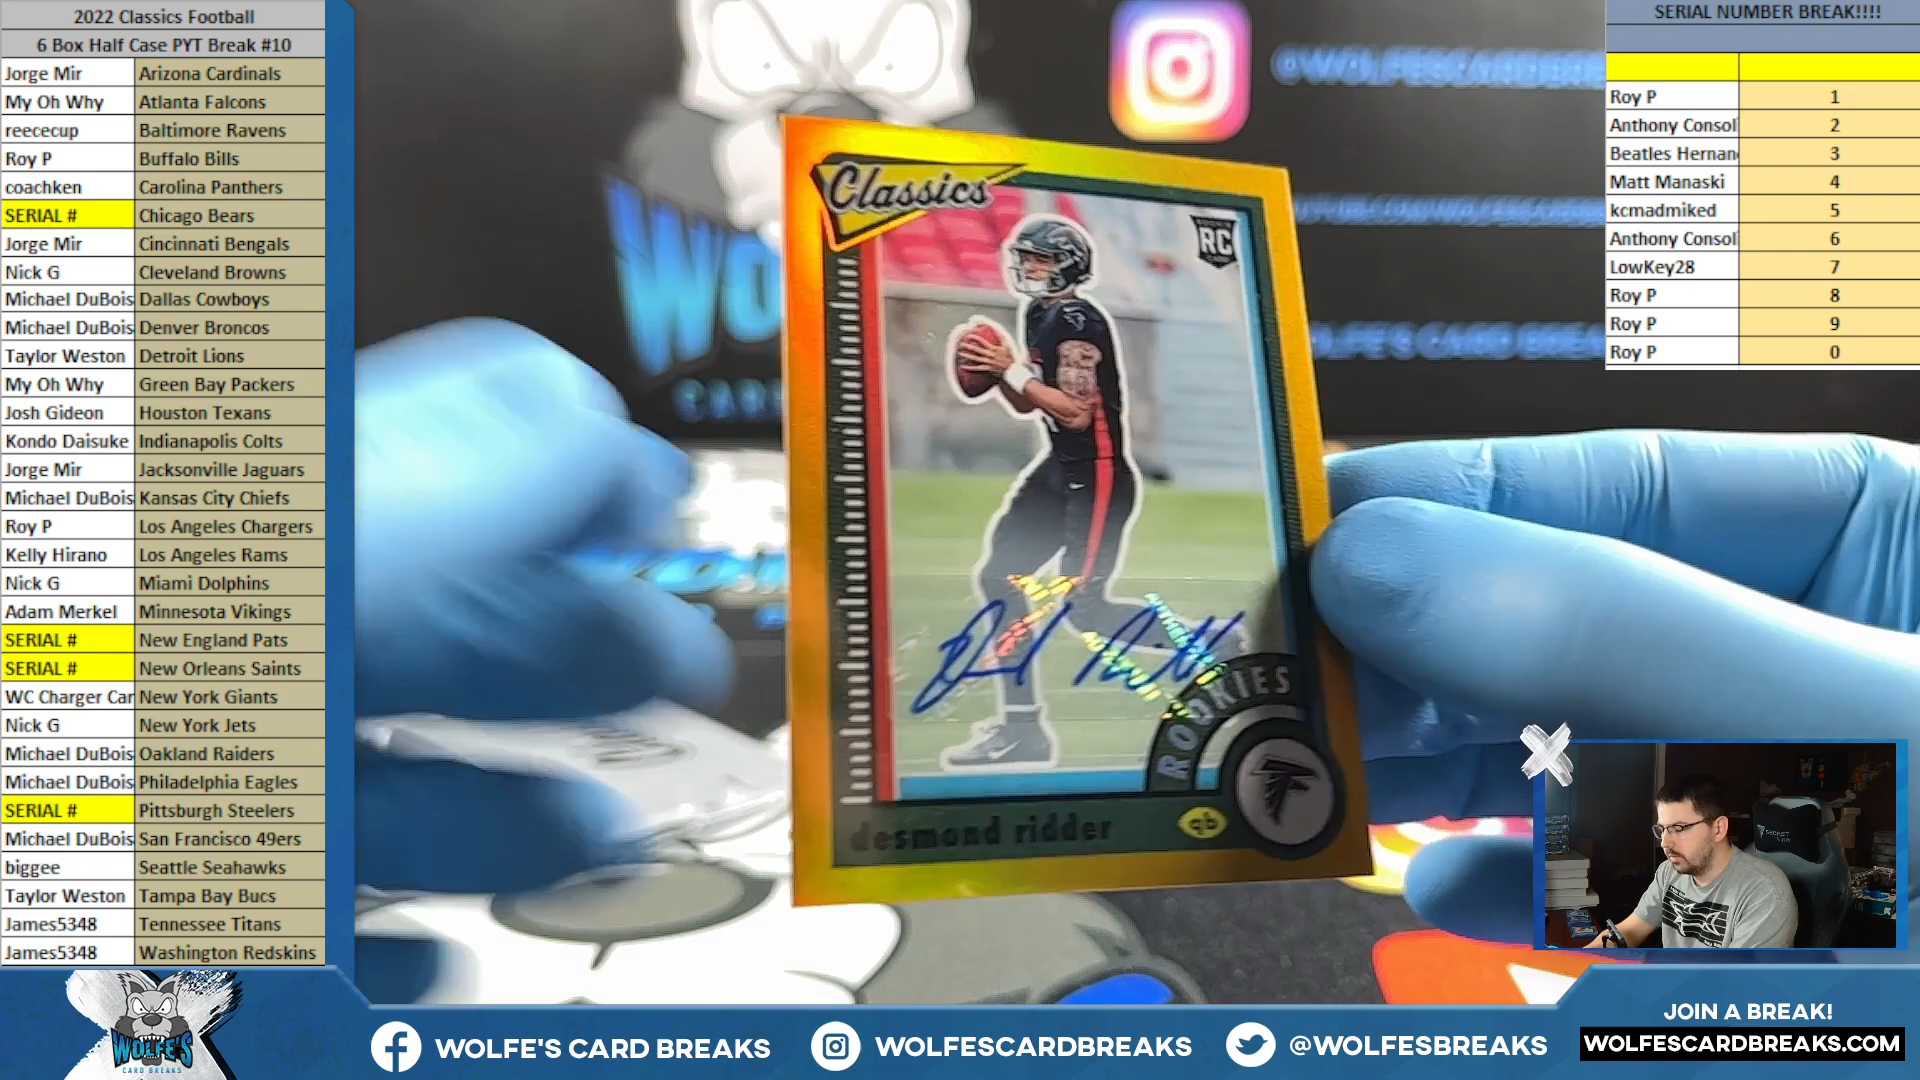 2022 Classics Football
6 Box Half Case PYT Break #10
Jorge Mir Arizona Cardinals
My Oh Why Atlanta Falcons
reececup Baltimore Ravens
Roy P Buffalo Bills
coachken Carolina Panthers
SERIAL # Chicago Bears
Jorge Mir Cincinnati Bengals
Nick G Cleveland Browns
Michael DuBois Dallas Cowboys
Michael DuBois Denver Broncos
Taylor Weston Detroit Lions
My Oh Why Green Bay Packers
Josh Gideon Houston Texans
Kondo Daisuke Indianapolis Colts
Jorge Mir Jacksonville Jaguars
Michael DuBois Kansas City Chiefs
Roy P Los Angeles Chargers
Kelly Hirano Los Angeles Rams
Nick G Miami Dolphins
Adam Merkel Minnesota Vikings
SERIAL # New England Pats
SERIAL # New Orleans Saints
WC Charger Car New York Giants
Nick G New York Jets
Michael DuBois Oakland Raiders
Michael DuBois Philadelphia Eagles
SERIAL # Pittsburgh Steelers
Michael DuBois San Francisco 49ers
biggee Seattle Seahawks
Taylor Weston Tampa Bay Bucs
James5348 Tennessee Titans
James5348 Washington Redskins
Classics
RC
ROOKIES
desmond ridder
qb
SERIAL NUMBER BREAK!!!!
Roy P 1
Anthony Consol 2
Beatles Hernan 3
Matt Manaski 4
kcmadmiked 5
Anthony Consol 6
LowKey28 7
Roy P 8
Roy P 9
Roy P 0
WOLFE'S
CARD BREAKS
WOLFE'S CARD BREAKS
WOLFESCARDBREAKS
@WOLFESBREAKS
JOIN A BREAK!
WOLFESCARDBREAKS.COM